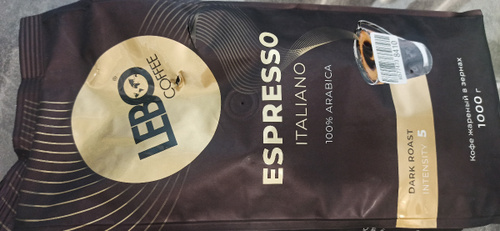 LEBO
COFFEE
ESPRESSO
ITALIANO
100% ARABICA
DARK ROAST
INTENSITY 5
Кофе жареный в зернах
1000 г